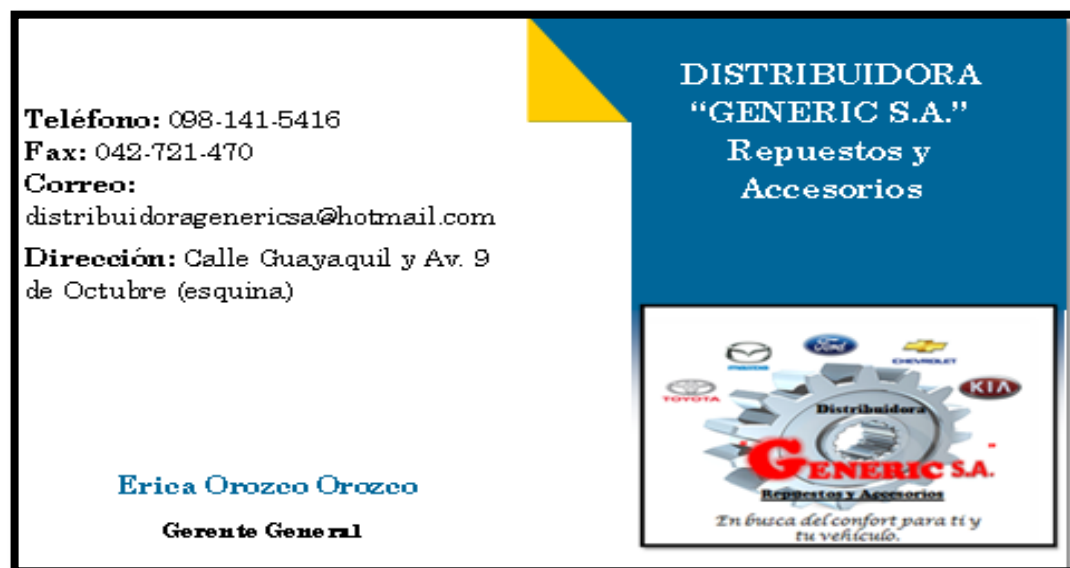 Teléfono: 098-141-5416
Fax: 042-721-470
Correo:
distribuidoragenericsa@hotmail.com
Dirección: Calle Guayaquil y Av. 9
de Octubre (esquina)
Erica Orozco Orozco
Gerente General
DISTRIBUIDORA
“GENERIC S.A.”
Repuestos y
Accesorios
mazda
Ford
CHEVROLET
TOYOTA
KIA
Distribuidora
"GENERIC S.A."
Repuestos y Accesorios
En busca del confort para ti y
tu vehículo.